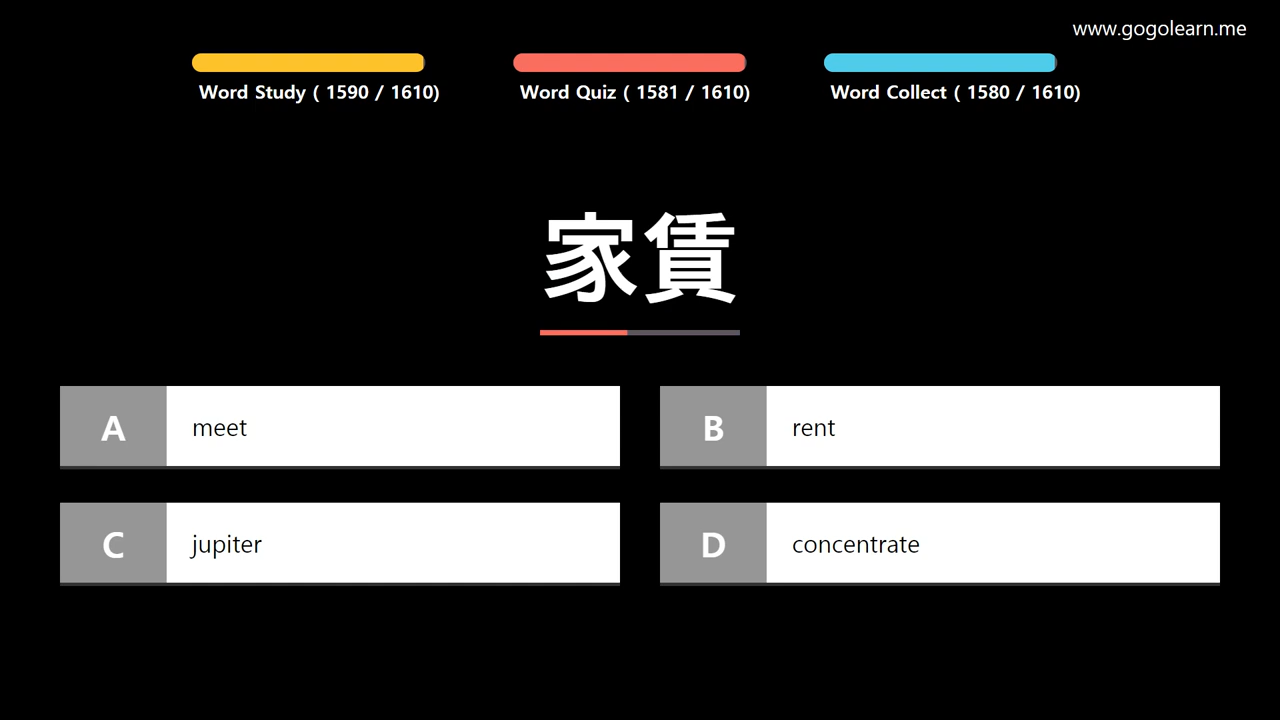 www.gogolearn.me
Word Study ( 1590 / 1610)
Word Quiz ( 1581 / 1610)
Word Collect ( 1580 / 1610)
家賃
A
meet
B
rent
C
jupiter
D
concentrate